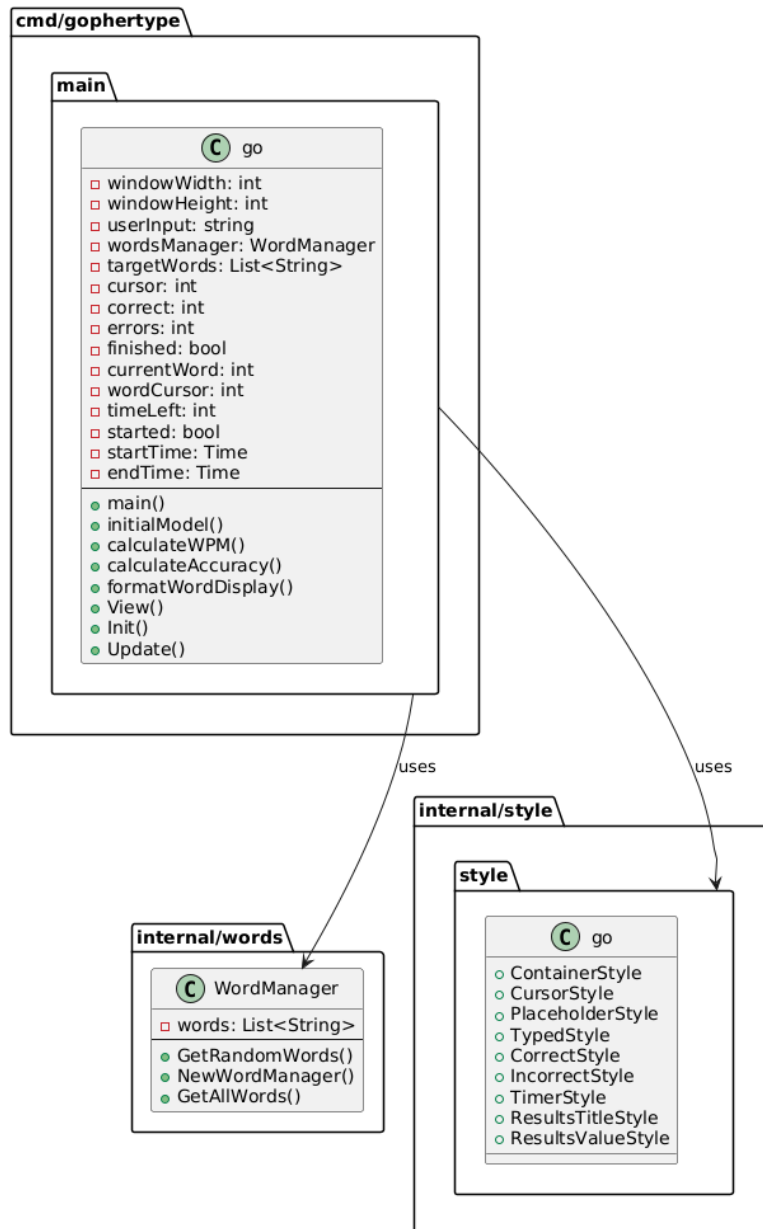 cmd/gophertype
main
C go
windowWidth: int
windowHeight: int
userInput: string
wordsManager: WordManager
targetWords: List<String>
cursor: int
correct: int
errors: int
finished: bool
currentWord: int
wordCursor: int
timeLeft: int
started: bool
startTime: Time
endTime: Time
main()
initialModel()
calculateWPM()
calculateAccuracy()
formatWordDisplay()
View()
Init()
Update()
uses
uses
internal/words
C WordManager
words: List<String>
GetRandomWords()
NewWordManager()
GetAllWords()
internal/style
style
C go
ContainerStyle
CursorStyle
PlaceholderStyle
TypedStyle
CorrectStyle
IncorrectStyle
TimerStyle
ResultsTitleStyle
ResultsValueStyle